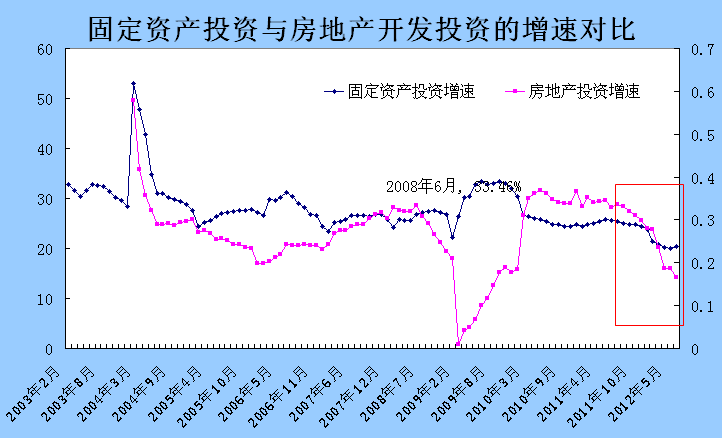 固定资产投资与房地产开发投资的增速对比
固定资产投资增速
房地产投资增速
2008年6月, 33.46%
60
50
40
30
20
10
0
0.7
0.6
0.5
0.4
0.3
0.2
0.1
0
2003年2月
2003年8月
2004年3月
2004年9月
2005年4月
2005年10月
2006年5月
2006年11月
2007年6月
2007年12月
2008年7月
2009年2月
2009年8月
2010年3月
2010年9月
2011年4月
2011年10月
2012年5月